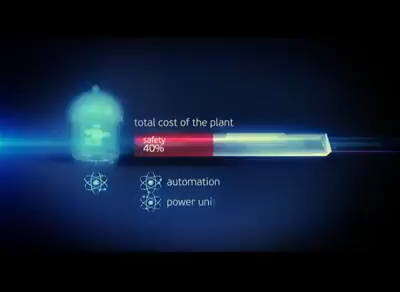 total cost of the plant
safety
40%
automation
power uni